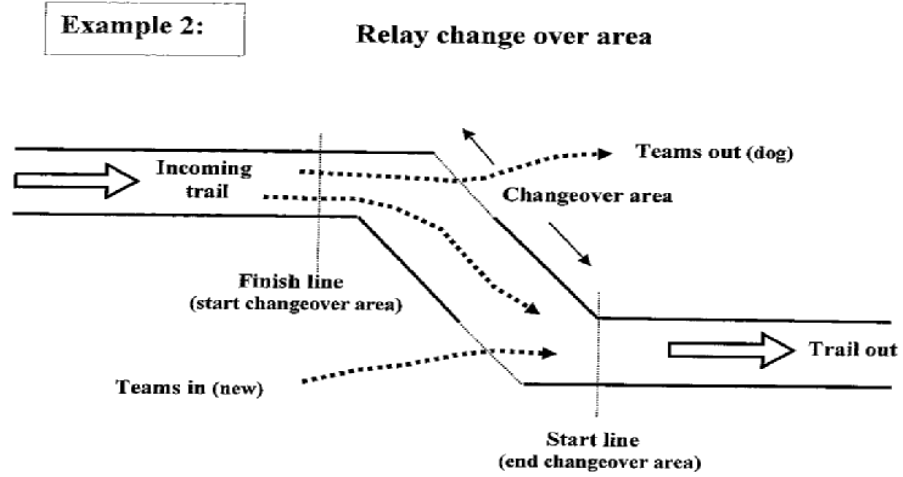 Example 2:
Relay change over area
Incoming
trail
Teams out (dog)
Changeover area
Finish line
(start changeover area)
Trail out
Teams in (new)
Start line
(end changeover area)